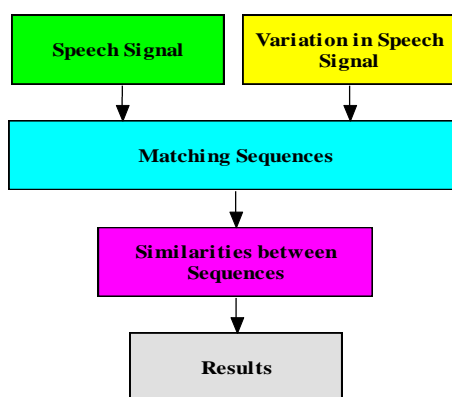 Speech Signal
Variation in Speech
Signal
Matching Sequences
Similarities between
Sequences
Results